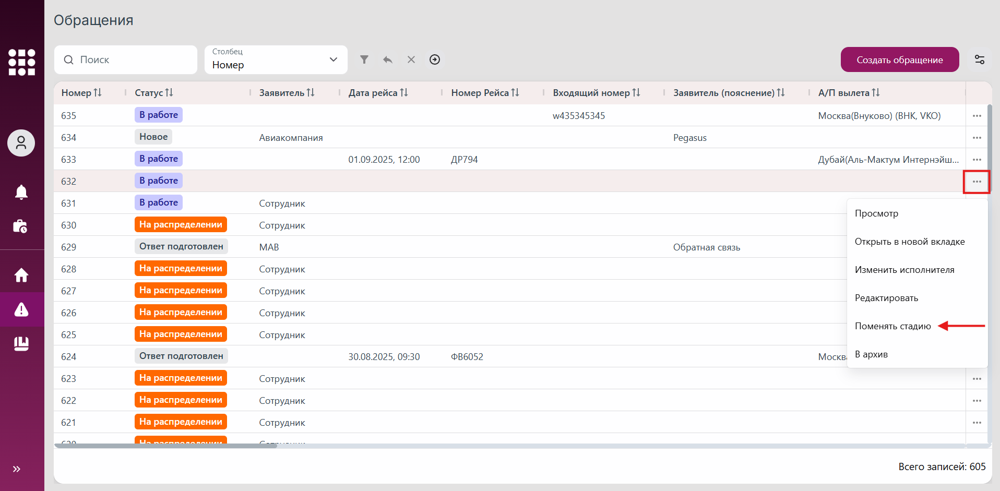 Обращения
Поиск
Столбец
Номер
Создать обращение
Номер Статус Заявитель Дата рейса Номер Рейса Входящий номер Заявитель (пояснение) А/П вылета
635 В работе w435345345 Москва(Внуково) (ВНК, VKO)
634 Новое Авиакомпания Pegasus
633 В работе 01.09.2025, 12:00 ДР794 Дубай(Аль-Мактум Интернэйш...
632 В работе
631 В работе Сотрудник
Просмотр
630 На распределении Сотрудник
Открыть в новой вкладке
629 Ответ подготовлен МАВ Обратная связь
628 На распределении Сотрудник
Изменить исполнителя
627 На распределении Сотрудник
Редактировать
626 На распределении Сотрудник
Поменять стадию
625 На распределении Сотрудник
624 Ответ подготовлен 30.08.2025, 09:30 ФВ6052 Москва
В архив
623 На распределении Сотрудник
622 На распределении Сотрудник
621 На распределении Сотрудник
620 На распределении Сотрудник
Всего записей: 605